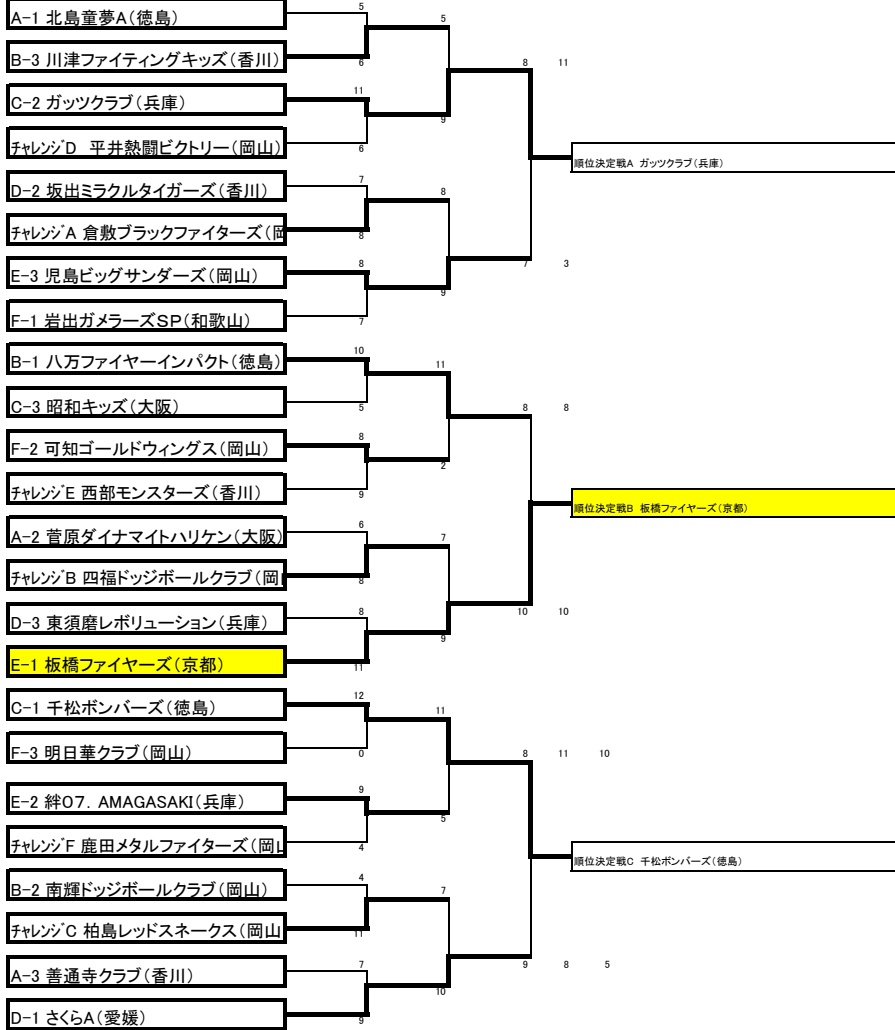 A-1 北島童夢A(徳島)
5
5
B-3 川津ファイティングキッズ(香川)
6
8 11
C-2 ガッツクラブ(兵庫)
11
9
チャレンジD 平井熱闘ビクトリー(岡山)
6
順位決定戦A ガッツクラブ(兵庫)
D-2 坂出ミラクルタイガーズ(香川)
7
8
チャレンジA 倉敷ブラックファイターズ(岡
8
E-3 児島ビッグサンダーズ(岡山)
8
7 3
9
F-1 岩出ガメラーズSP(和歌山)
7
B-1 八万ファイヤーインパクト(徳島)
10
11
C-3 昭和キッズ(大阪)
5
8 8
F-2 可知ゴールドウィングス(岡山)
8
2
チャレンジE 西部モンスターズ(香川)
9
順位決定戦B 板橋ファイヤーズ(京都)
A-2 菅原ダイナマイトハリケン(大阪)
6
7
チャレンジB 四福ドッジボールクラブ(岡山
8
D-3 東須磨レボリューション(兵庫)
8
10 10
9
E-1 板橋ファイヤーズ(京都)
11
C-1 千松ボンバーズ(徳島)
12
11
F-3 明日華クラブ(岡山)
0
8 11 10
E-2 絆07. AMAGASAKI(兵庫)
9
5
チャレンジF 鹿田メタルファイターズ(岡山
4
順位決定戦C 千松ボンバーズ(徳島)
B-2 南輝ドッジボールクラブ(岡山)
4
7
チャレンジC 柏島レッドスネークス(岡山
11
A-3 善通寺クラブ(香川)
7
9 8 5
10
D-1 さくらA(愛媛)
9